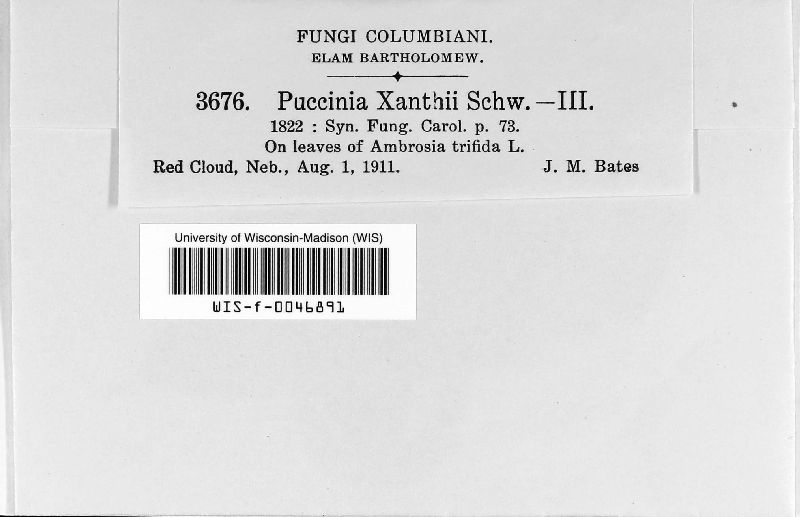 FUNGI COLUMBIANI.
ELAM BARTHOLOMEW.
3676. Puccinia Xanthii Schw.—III.
1822 : Syn. Fung. Carol. p. 73.
On leaves of Ambrosia trifida L.
Red Cloud, Neb., Aug. 1, 1911. J. M. Bates
University of Wisconsin-Madison (WIS)
WIS-f-0046891